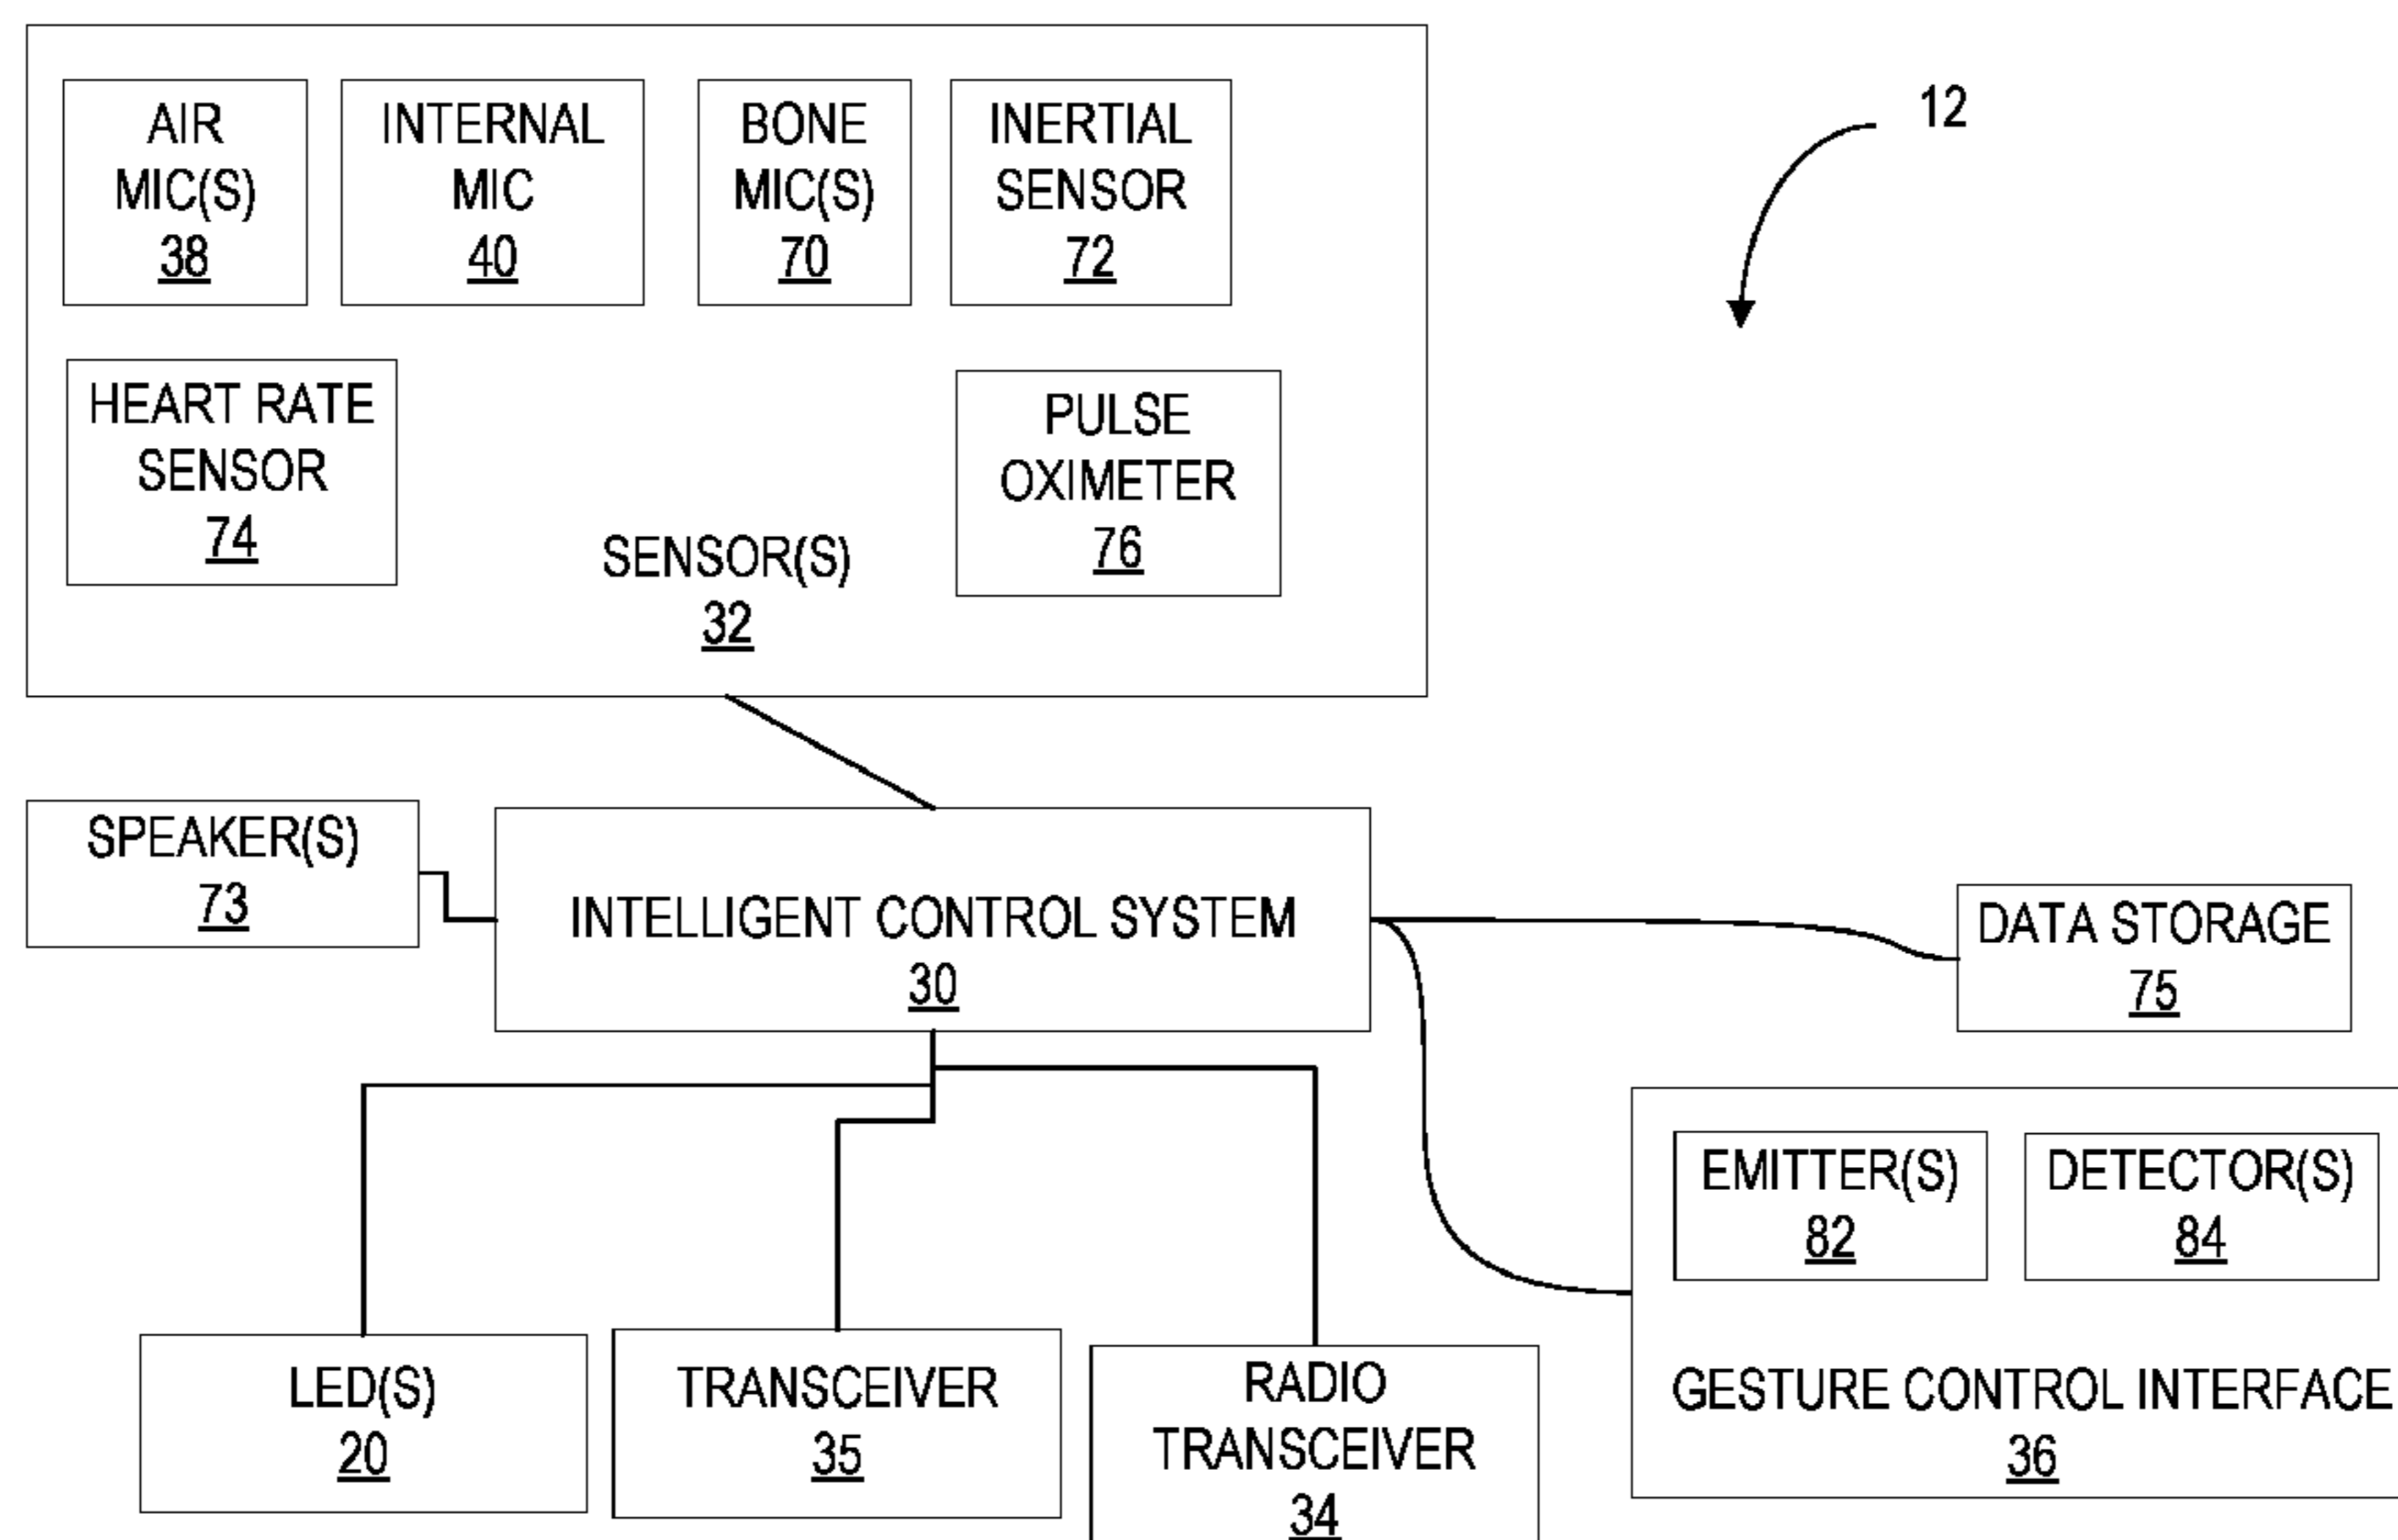 12
AIR
MIC(S)
38
INTERNAL
MIC
40
BONE
MIC(S)
70
INERTIAL
SENSOR
72
HEART RATE
SENSOR
74
PULSE
OXIMETER
76
SENSOR(S)
32
SPEAKER(S)
73
INTELLIGENT CONTROL SYSTEM
30
DATA STORAGE
75
EMITTER(S)
82
DETECTOR(S)
84
GESTURE CONTROL INTERFACE
36
LED(S)
20
TRANSCEIVER
35
RADIO
TRANSCEIVER
34